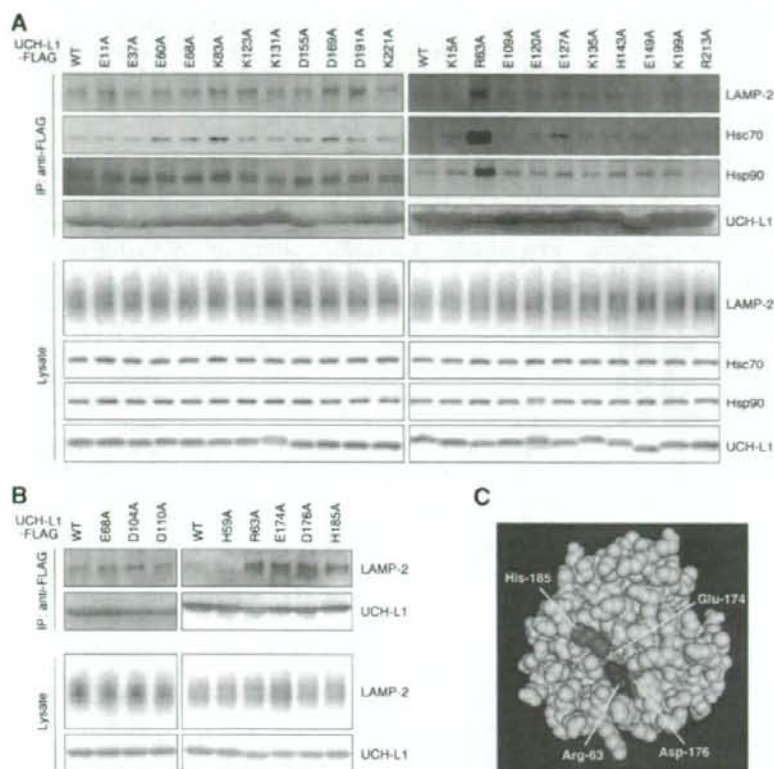 A
UCH-L1
-FLAG
WT E11A E37A E60A E68A K83A K123A K131A D155A D169A D191A K221A
WT K15A R63A E109A E120A E127A K135A H143A E149A K199A R213A
IP: anti-FLAG
LAMP-2
Hsc70
Hsp90
UCH-L1
Lysate
LAMP-2
Hsc70
Hsp90
UCH-L1
B
UCH-L1
-FLAG
WT E68A D104A D110A
WT H59A R63A E174A D176A H185A
IP: anti-FLAG
LAMP-2
UCH-L1
Lysate
LAMP-2
UCH-L1
C
His-185
Glu-174
Arg-63
Asp-176